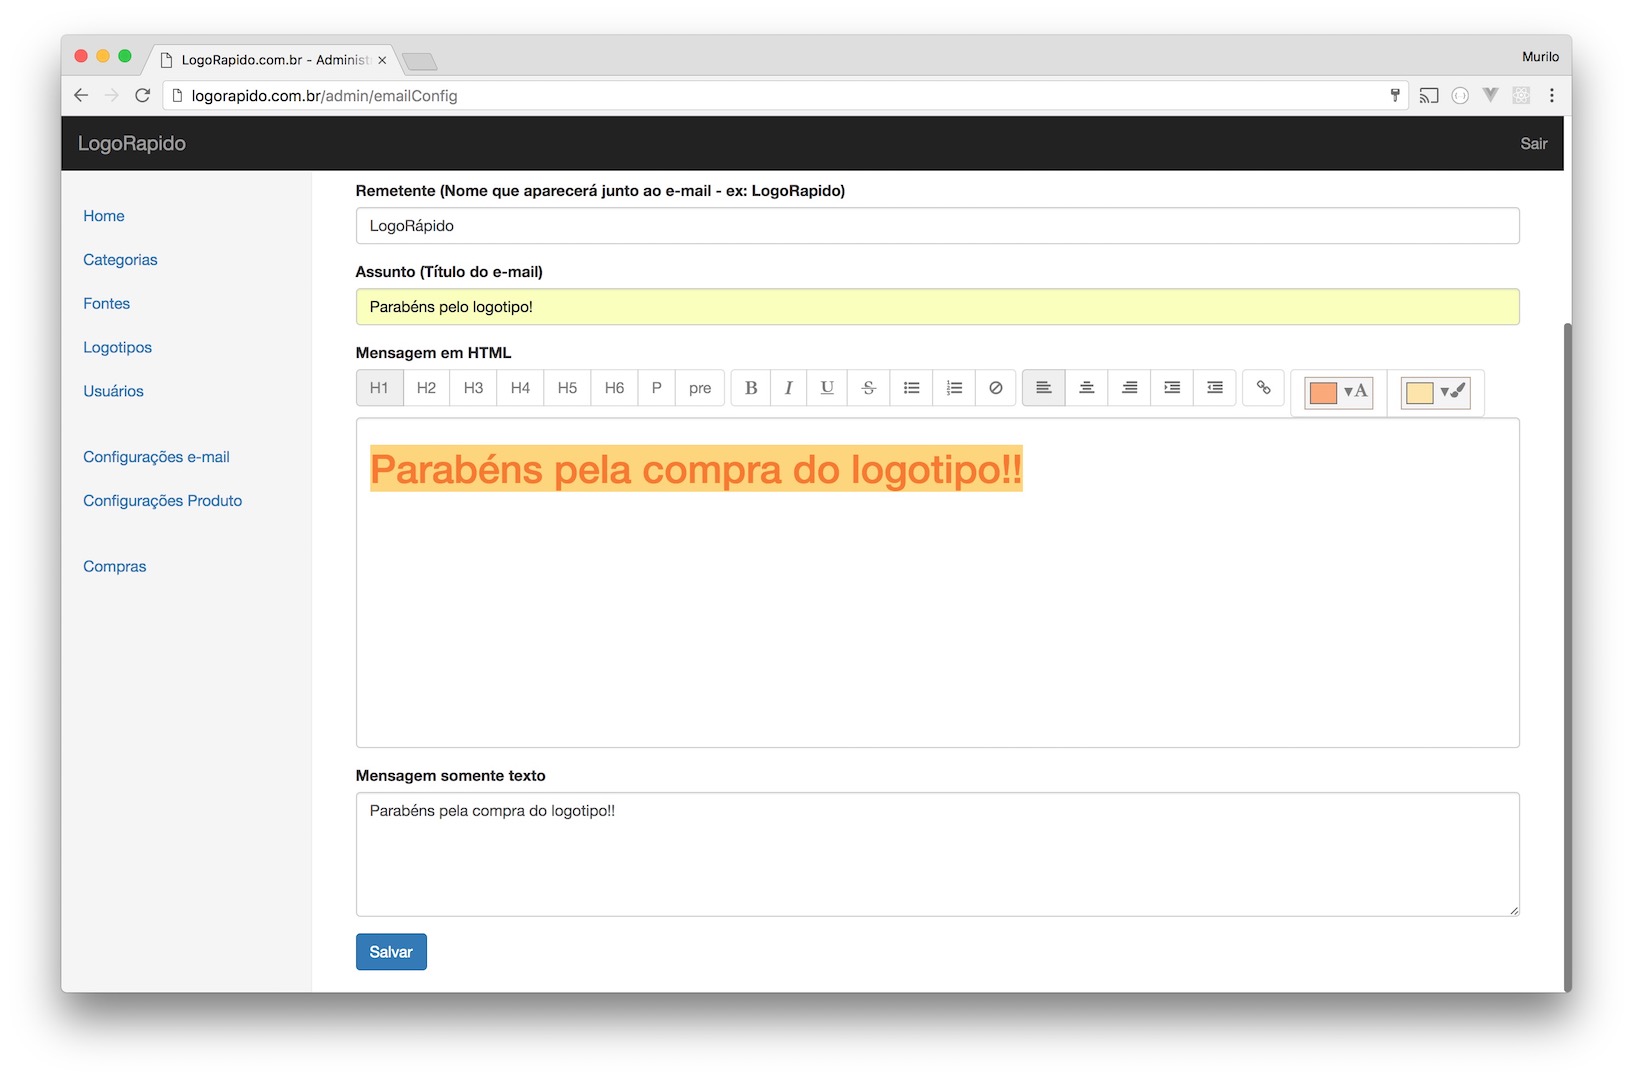 LogoRapido.com.br - Administ
Murilo
logorapido.com.br/admin/emailConfig
LogoRapido
Sair
Home
Categorias
Fontes
Logotipos
Usuários
Configurações e-mail
Configurações Produto
Compras
Remetente (Nome que aparecerá junto ao e-mail - ex: LogoRapido)
LogoRápido
Assunto (Título do e-mail)
Parabéns pelo logotipo!
Mensagem em HTML
H1 H2 H3 H4 H5 H6 P pre B I U S A
Parabéns pela compra do logotipo!!
Mensagem somente texto
Parabéns pela compra do logotipo!!
Salvar